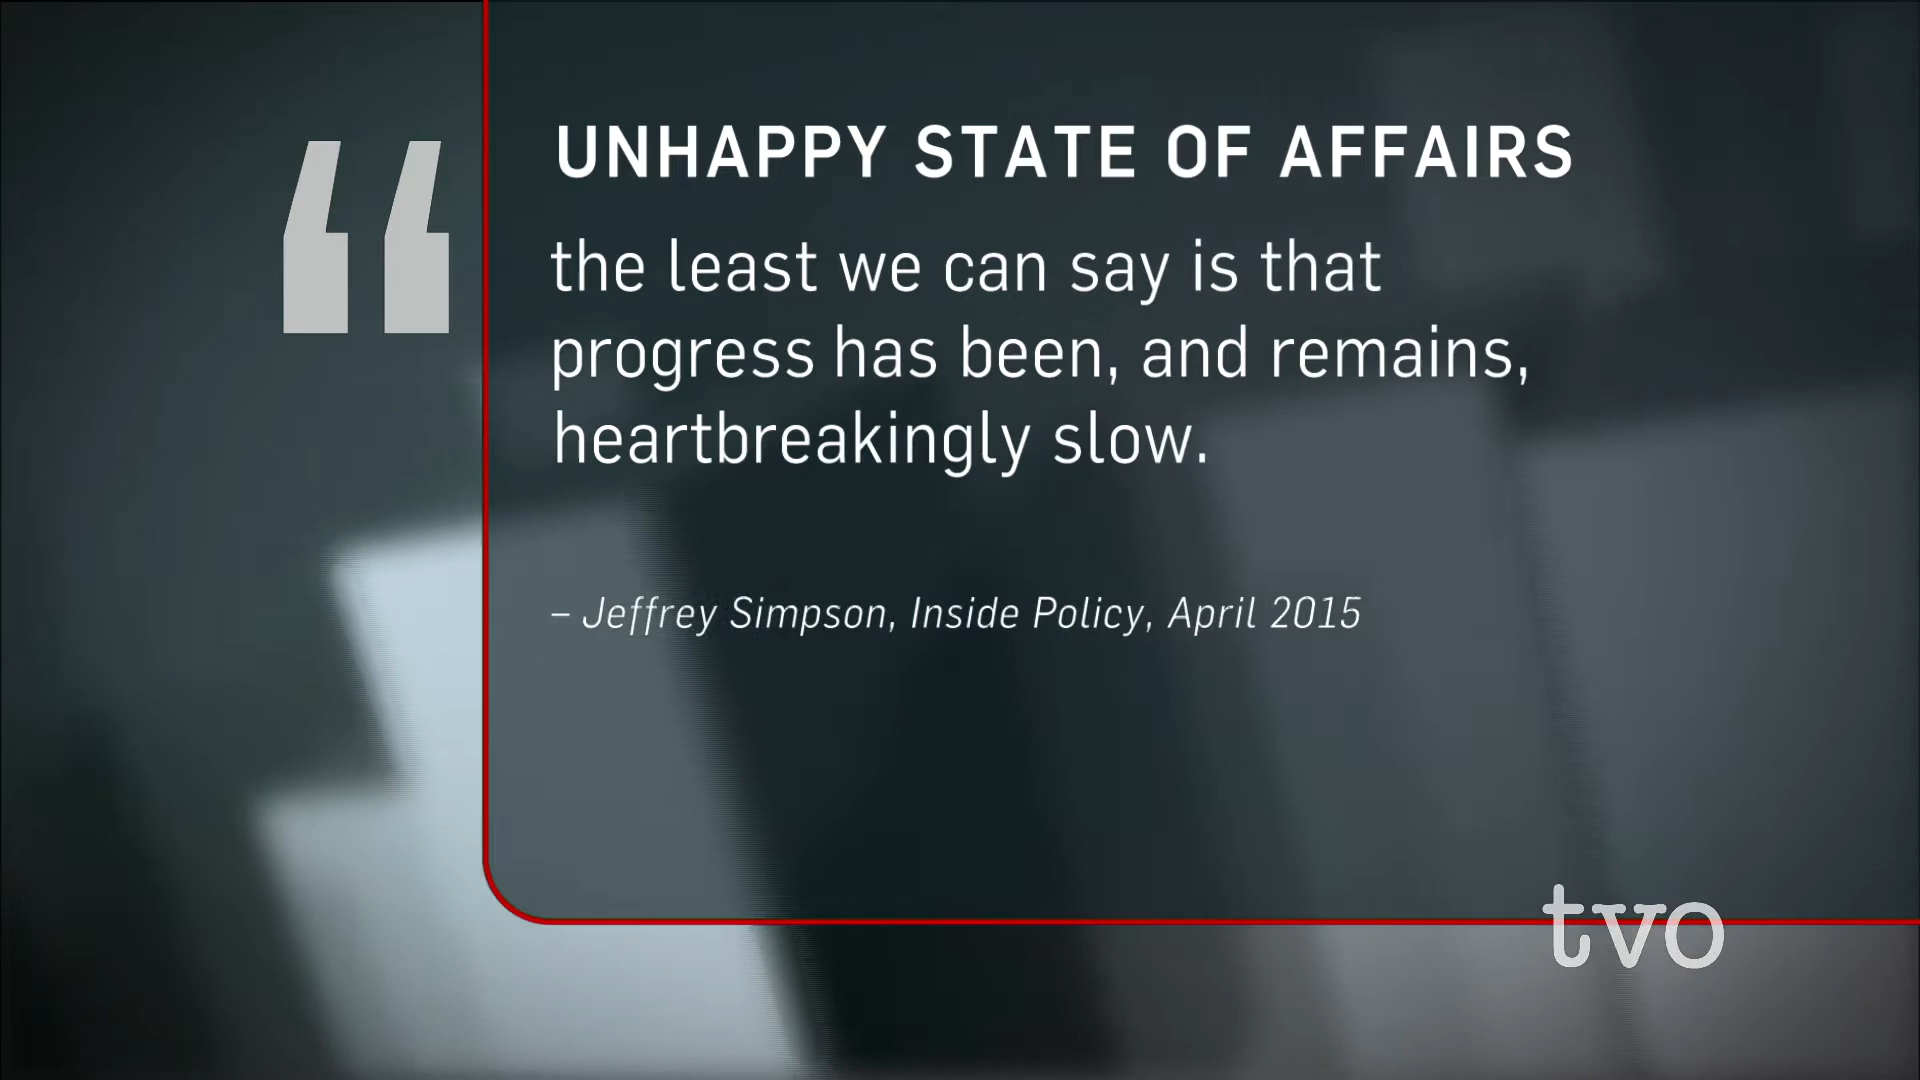 “
UNHAPPY STATE OF AFFAIRS
the least we can say is that
progress has been, and remains,
heartbreakingly slow.
– Jeffrey Simpson, Inside Policy, April 2015
tvo